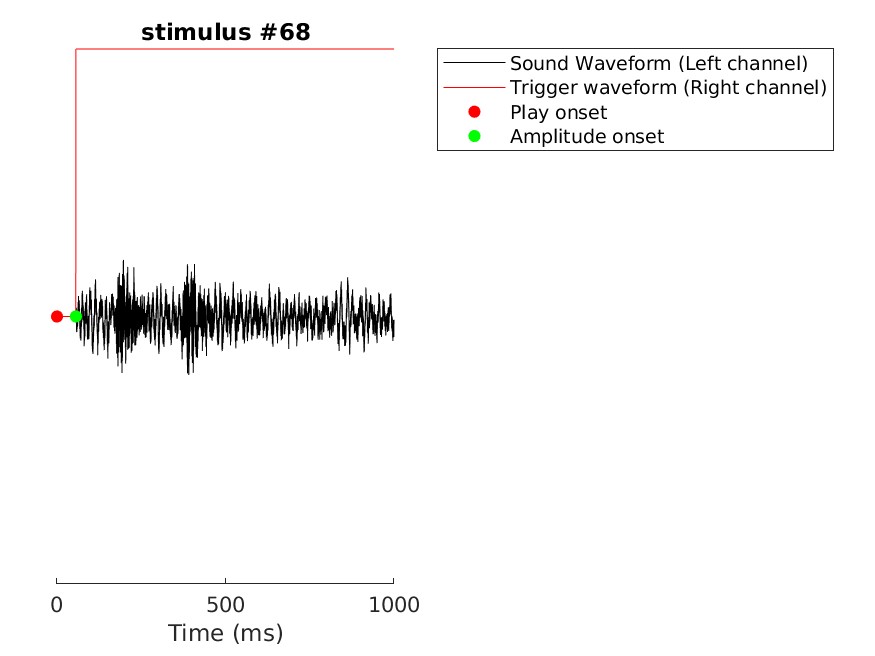 stimulus #68
Sound Waveform (Left channel)
Trigger waveform (Right channel)
Play onset
Amplitude onset
0 500 1000
Time (ms)